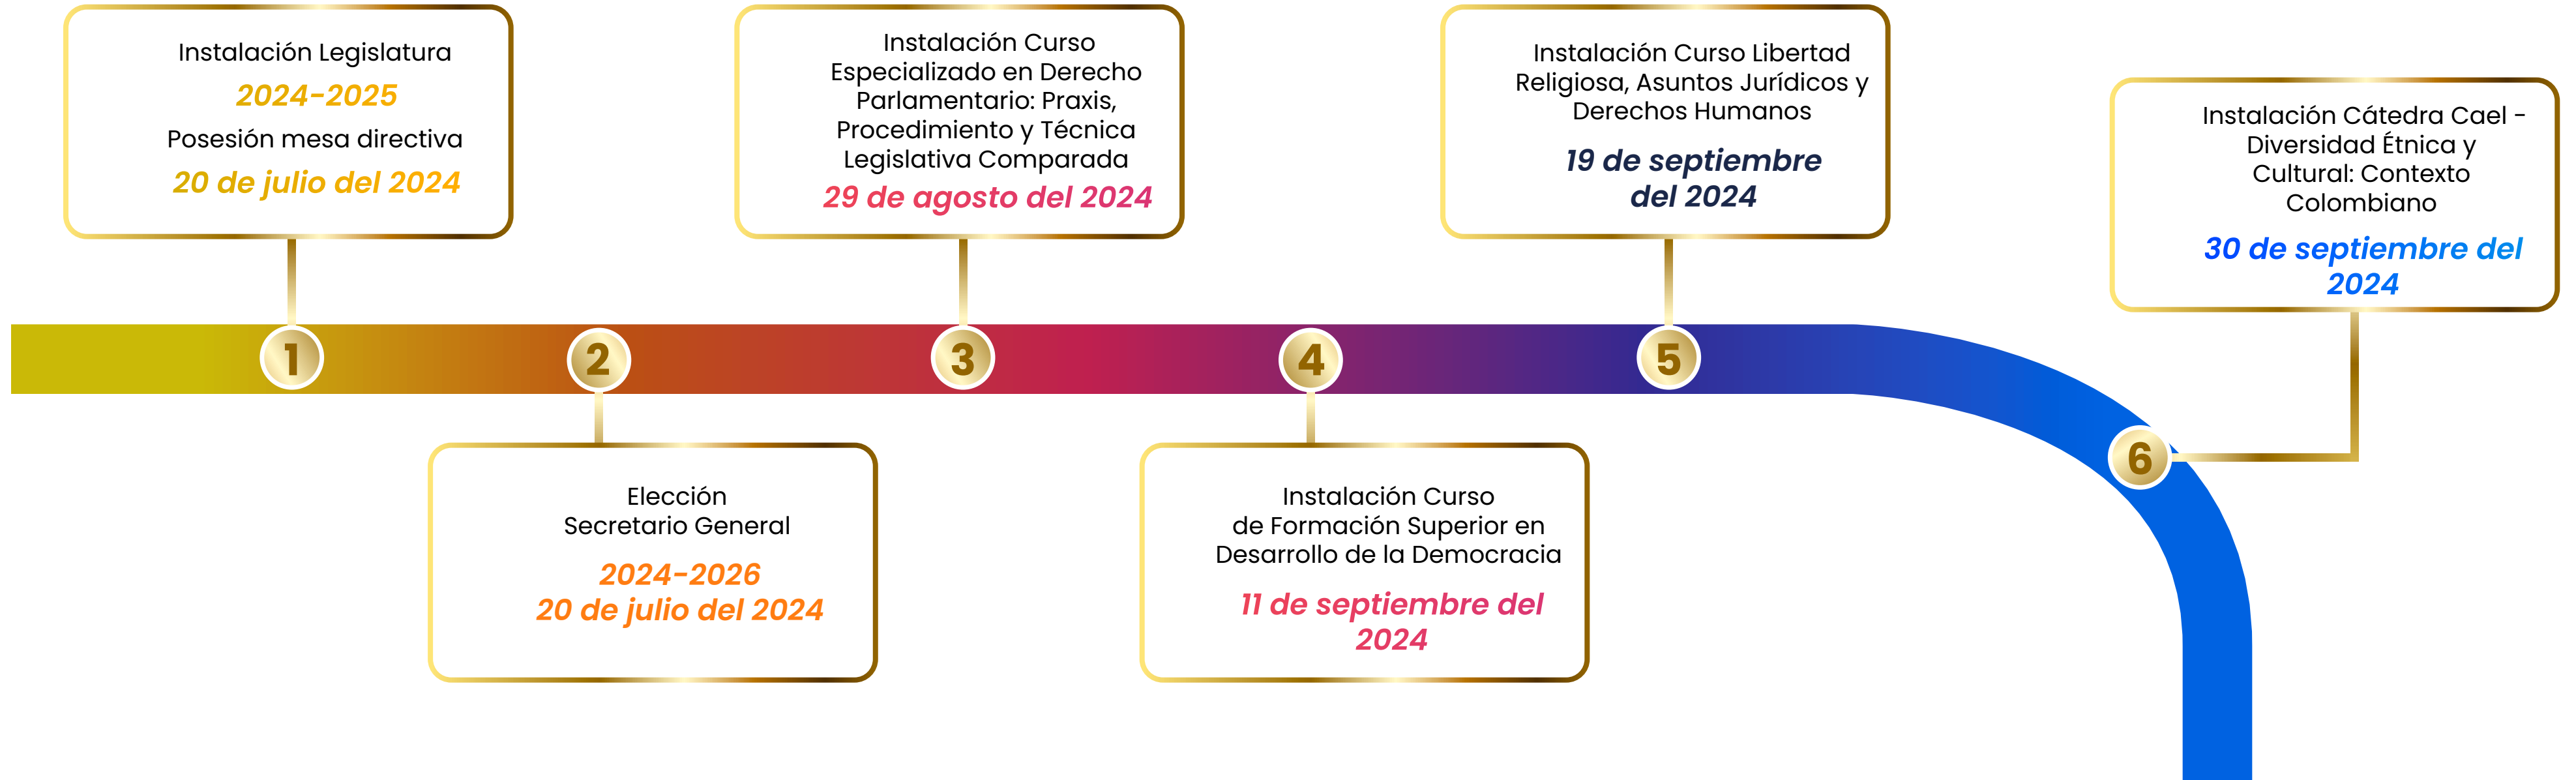 Instalación Legislatura
2024-2025
Posesión mesa directiva
20 de julio del 2024
1
Elección
Secretario General
2024-2026
20 de julio del 2024
2
Instalación Curso
Especializado en Derecho
Parlamentario: Praxis,
Procedimiento y Técnica
Legislativa Comparada
29 de agosto del 2024
3
Instalación Curso
de Formación Superior en
Desarrollo de la Democracia
11 de septiembre del
2024
4
Instalación Curso Libertad
Religiosa, Asuntos Jurídicos y
Derechos Humanos
19 de septiembre
del 2024
5
Instalación Cátedra Cael -
Diversidad Étnica y
Cultural: Contexto
Colombiano
30 de septiembre del
2024
6